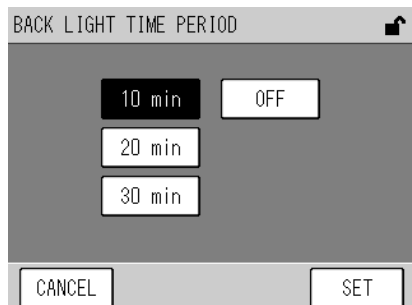 BACK LIGHT TIME PERIOD
10 min OFF
20 min
30 min
CANCEL SET